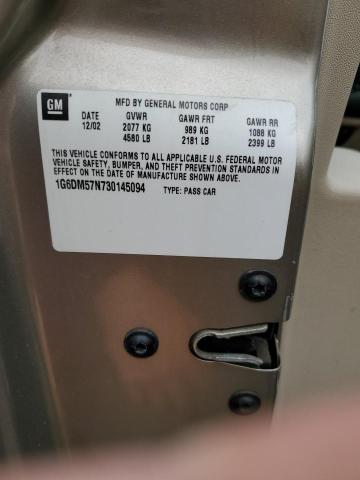 GM
MFD BY GENERAL MOTORS CORP
DATE GVWR GAWR FRT GAWR RR
12/02 2077 KG 989 KG 1088 KG
4580 LB 2181 LB 2399 LB
THIS VEHICLE CONFORMS TO ALL APPLICABLE U.S. FEDERAL MOTOR
VEHICLE SAFETY, BUMPER, AND THEFT PREVENTION STANDARDS IN
EFFECT ON THE DATE OF MANUFACTURE SHOWN ABOVE.
1G6DM57N730145094 TYPE: PASS CAR